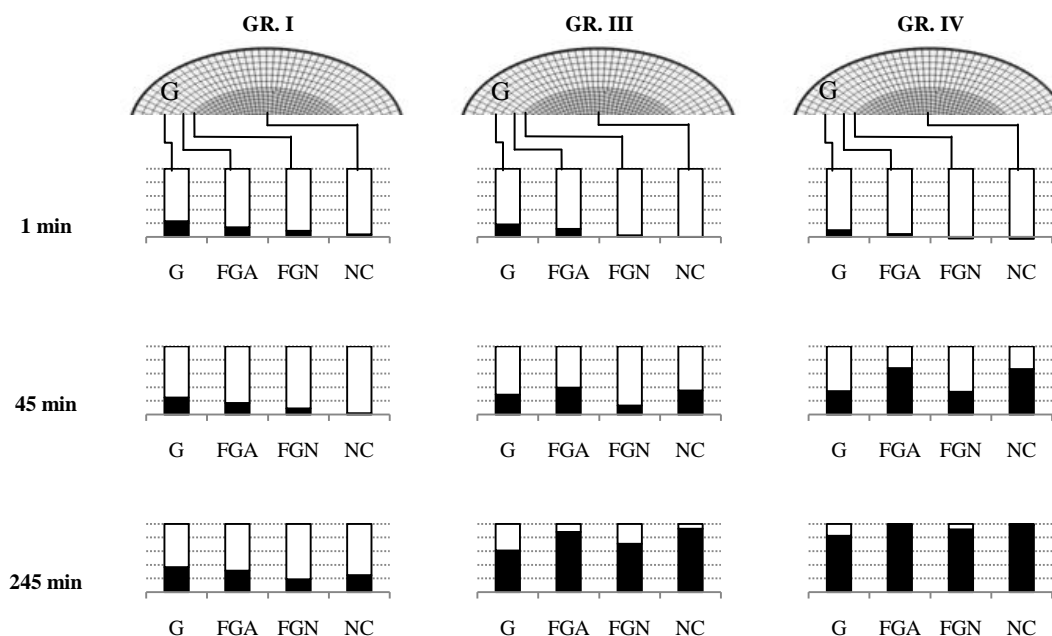 GR. I GR. III GR. IV
G G G
1 min
G FGA FGN NC G FGA FGN NC G FGA FGN NC
45 min
G FGA FGN NC G FGA FGN NC G FGA FGN NC
245 min
G FGA FGN NC G FGA FGN NC G FGA FGN NC